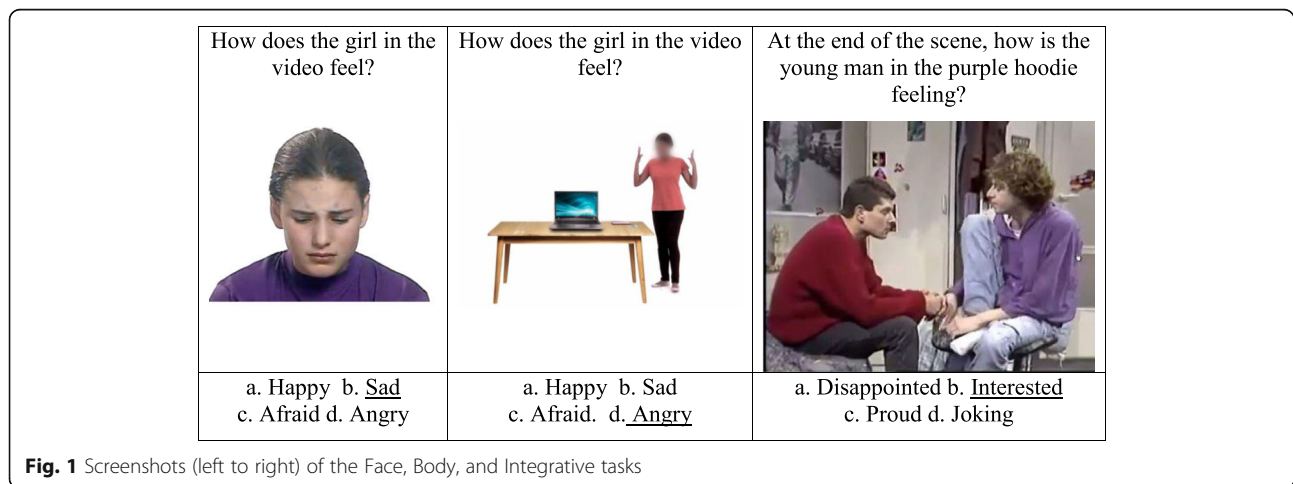 How does the girl in the
video feel?
How does the girl in the video
feel?
At the end of the scene, how is the
young man in the purple hoodie
feeling?
a. Happy  b. Sad
c. Afraid d. Angry
a. Happy  b. Sad
c. Afraid.  d. Angry
a. Disappointed b. Interested
c. Proud d. Joking
Fig. 1 Screenshots (left to right) of the Face, Body, and Integrative tasks